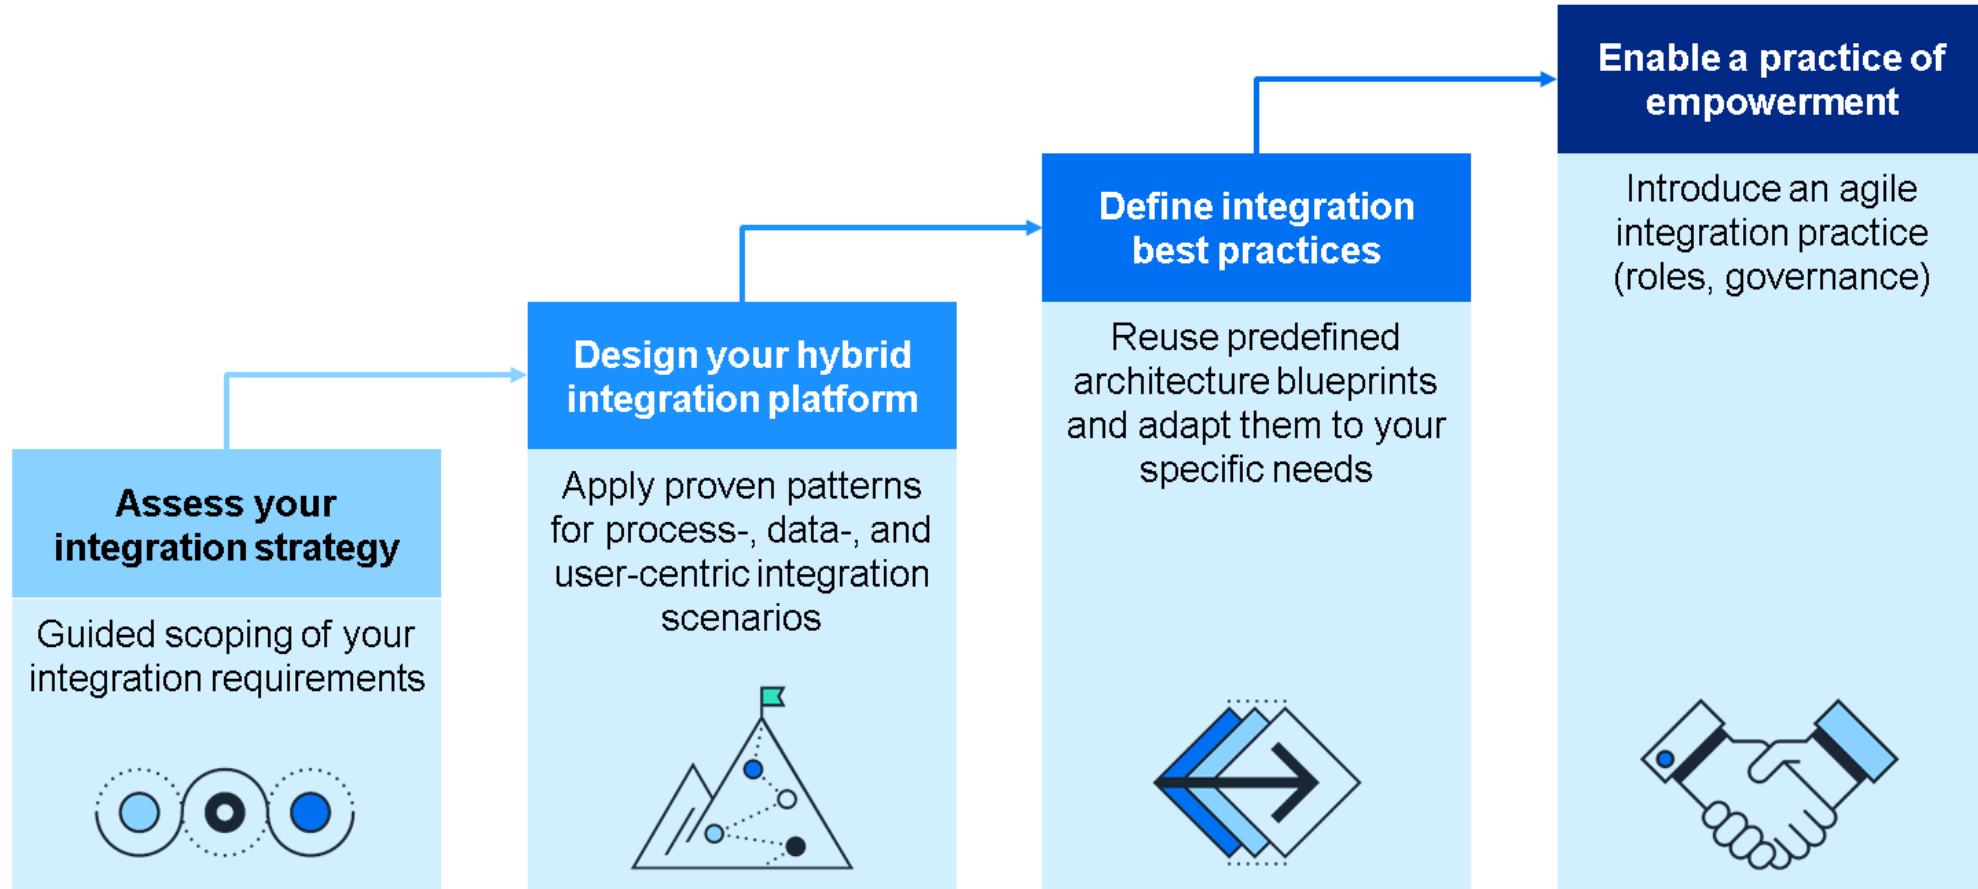 Assess your
integration strategy
Guided scoping of your
integration requirements
Design your hybrid
integration platform
Apply proven patterns
for process-, data-, and
user-centric integration
scenarios
Define integration
best practices
Reuse predefined
architecture blueprints
and adapt them to your
specific needs
Enable a practice of
empowerment
Introduce an agile
integration practice
(roles, governance)